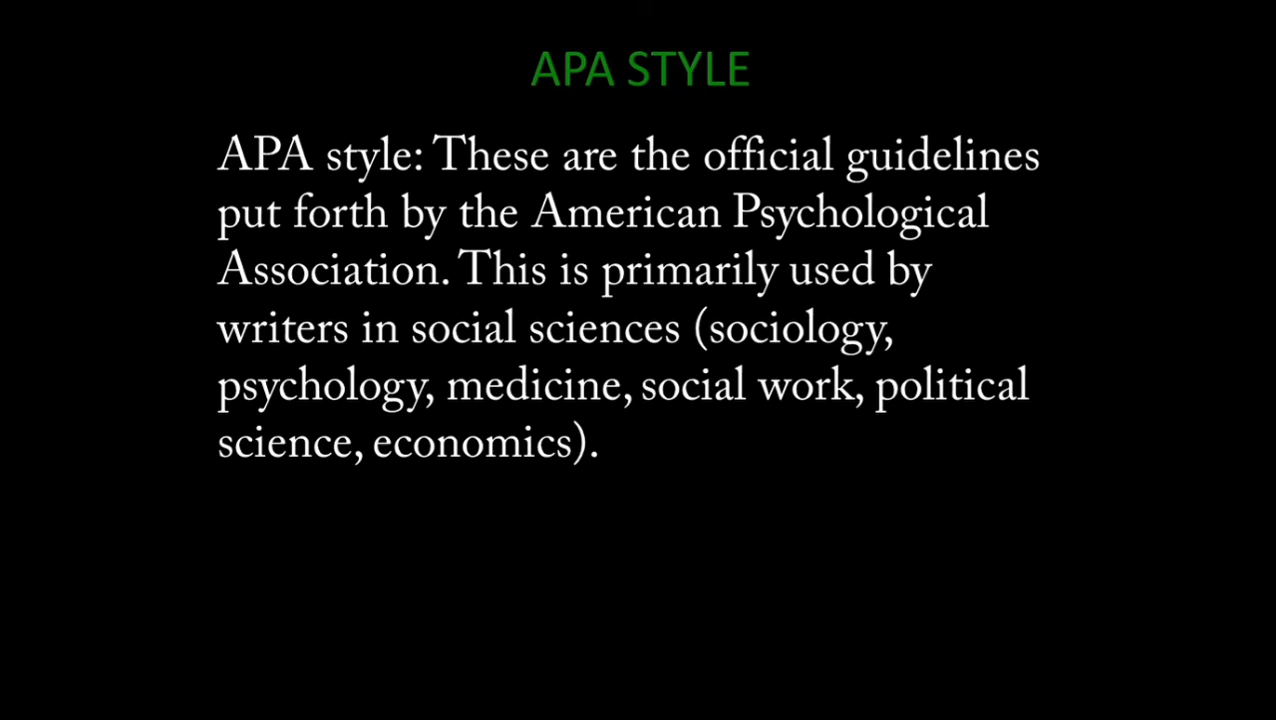 APA STYLE
APA style: These are the official guidelines
put forth by the American Psychological
Association. This is primarily used by
writers in social sciences (sociology,
psychology, medicine, social work, political
science, economics).